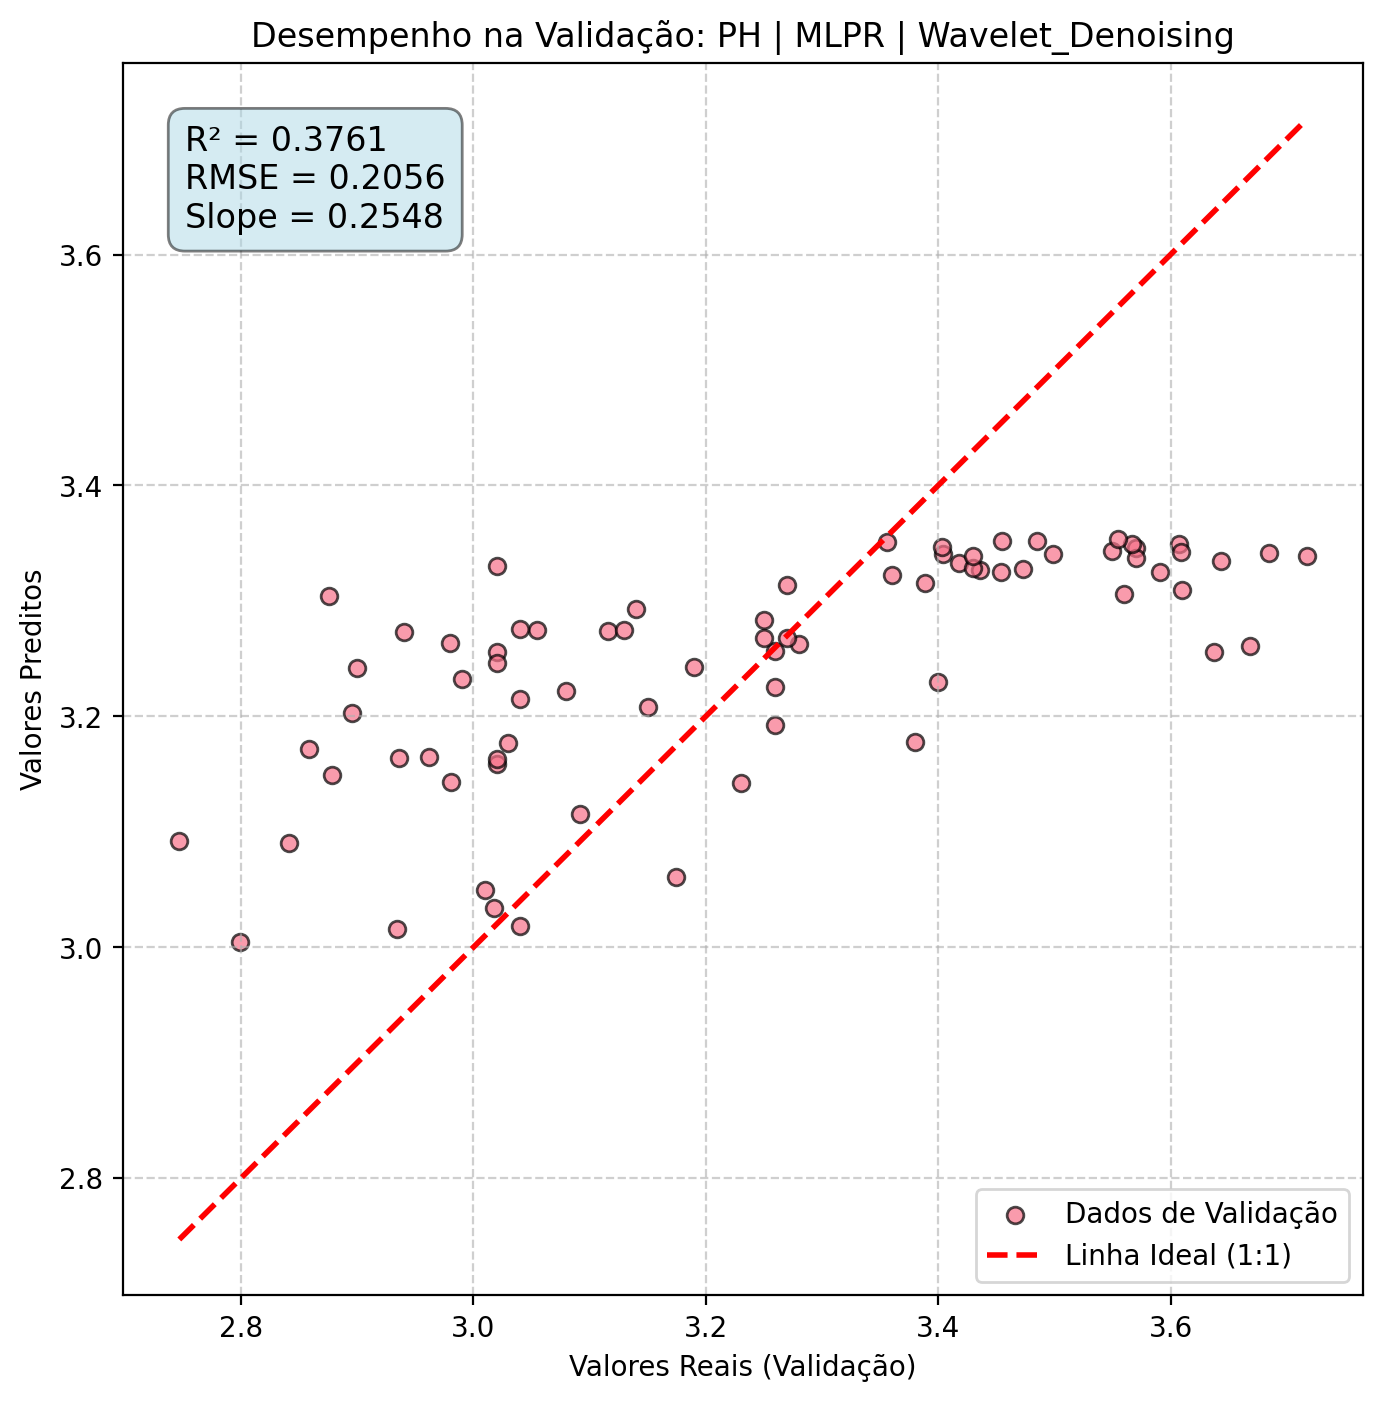 Desempenho na Validação: PH | MLPR | Wavelet_Denoising
R² = 0.3761
RMSE = 0.2056
Slope = 0.2548
3.6
3.4
3.2
3.0
2.8
Valores Preditos
Dados de Validação
Linha Ideal (1:1)
2.8 3.0 3.2 3.4 3.6
Valores Reais (Validação)